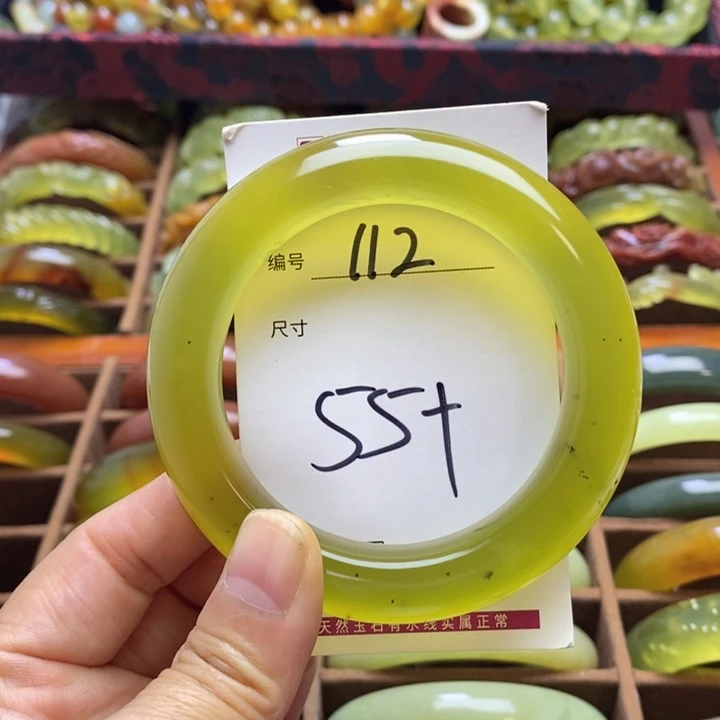 编号 112
尺寸
55+
天然玉石有水线实属正常